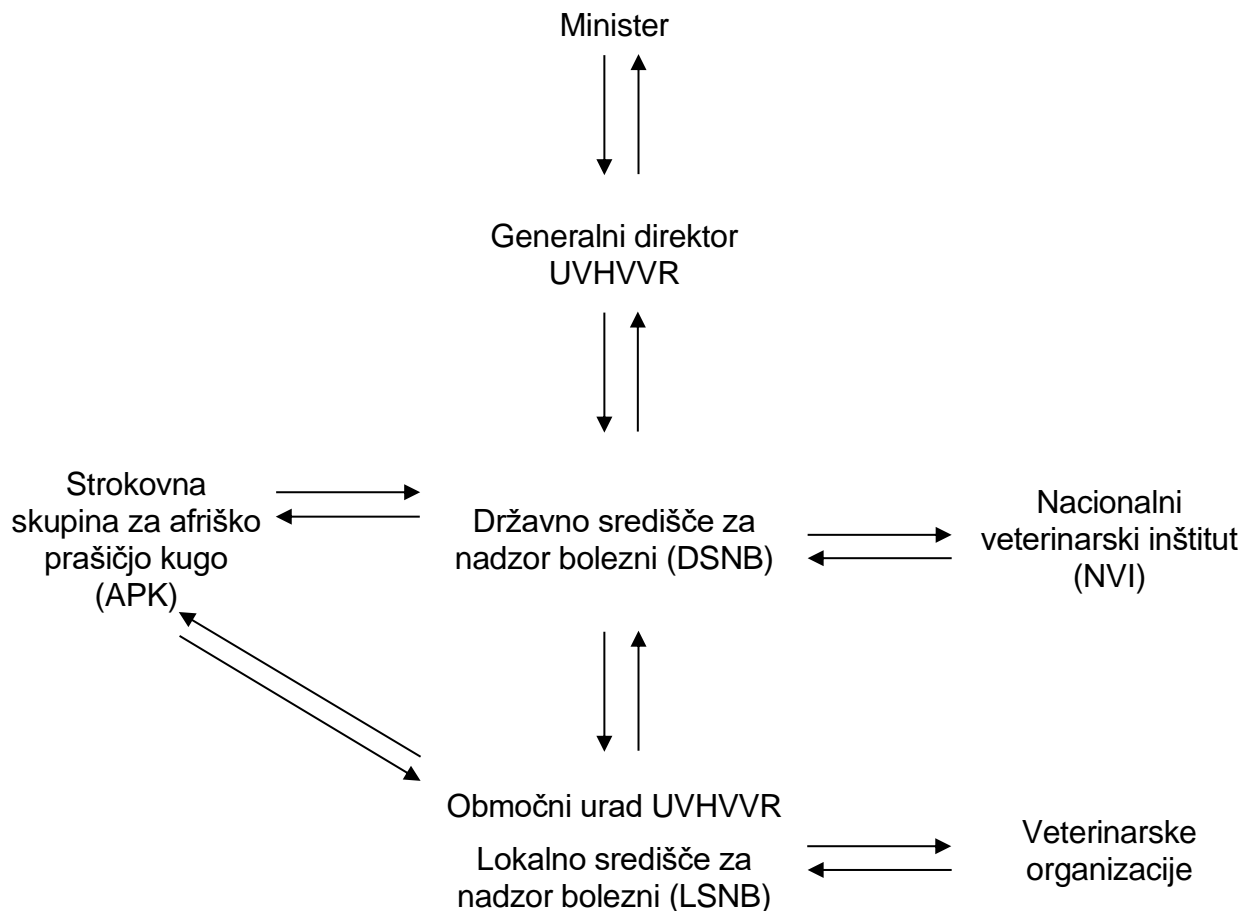 Minister
Generalni direktor
UVHVVR
Strokovna
skupina za afriško
prašičjo kugo
(APK)
Državno središče za
nadzor bolezni (DSNB)
Nacionalni
veterinarski inštitut
(NVI)
Območni urad UVHVVR
Lokalno središče za
nadzor bolezni (LSNB)
Veterinarske
organizacije